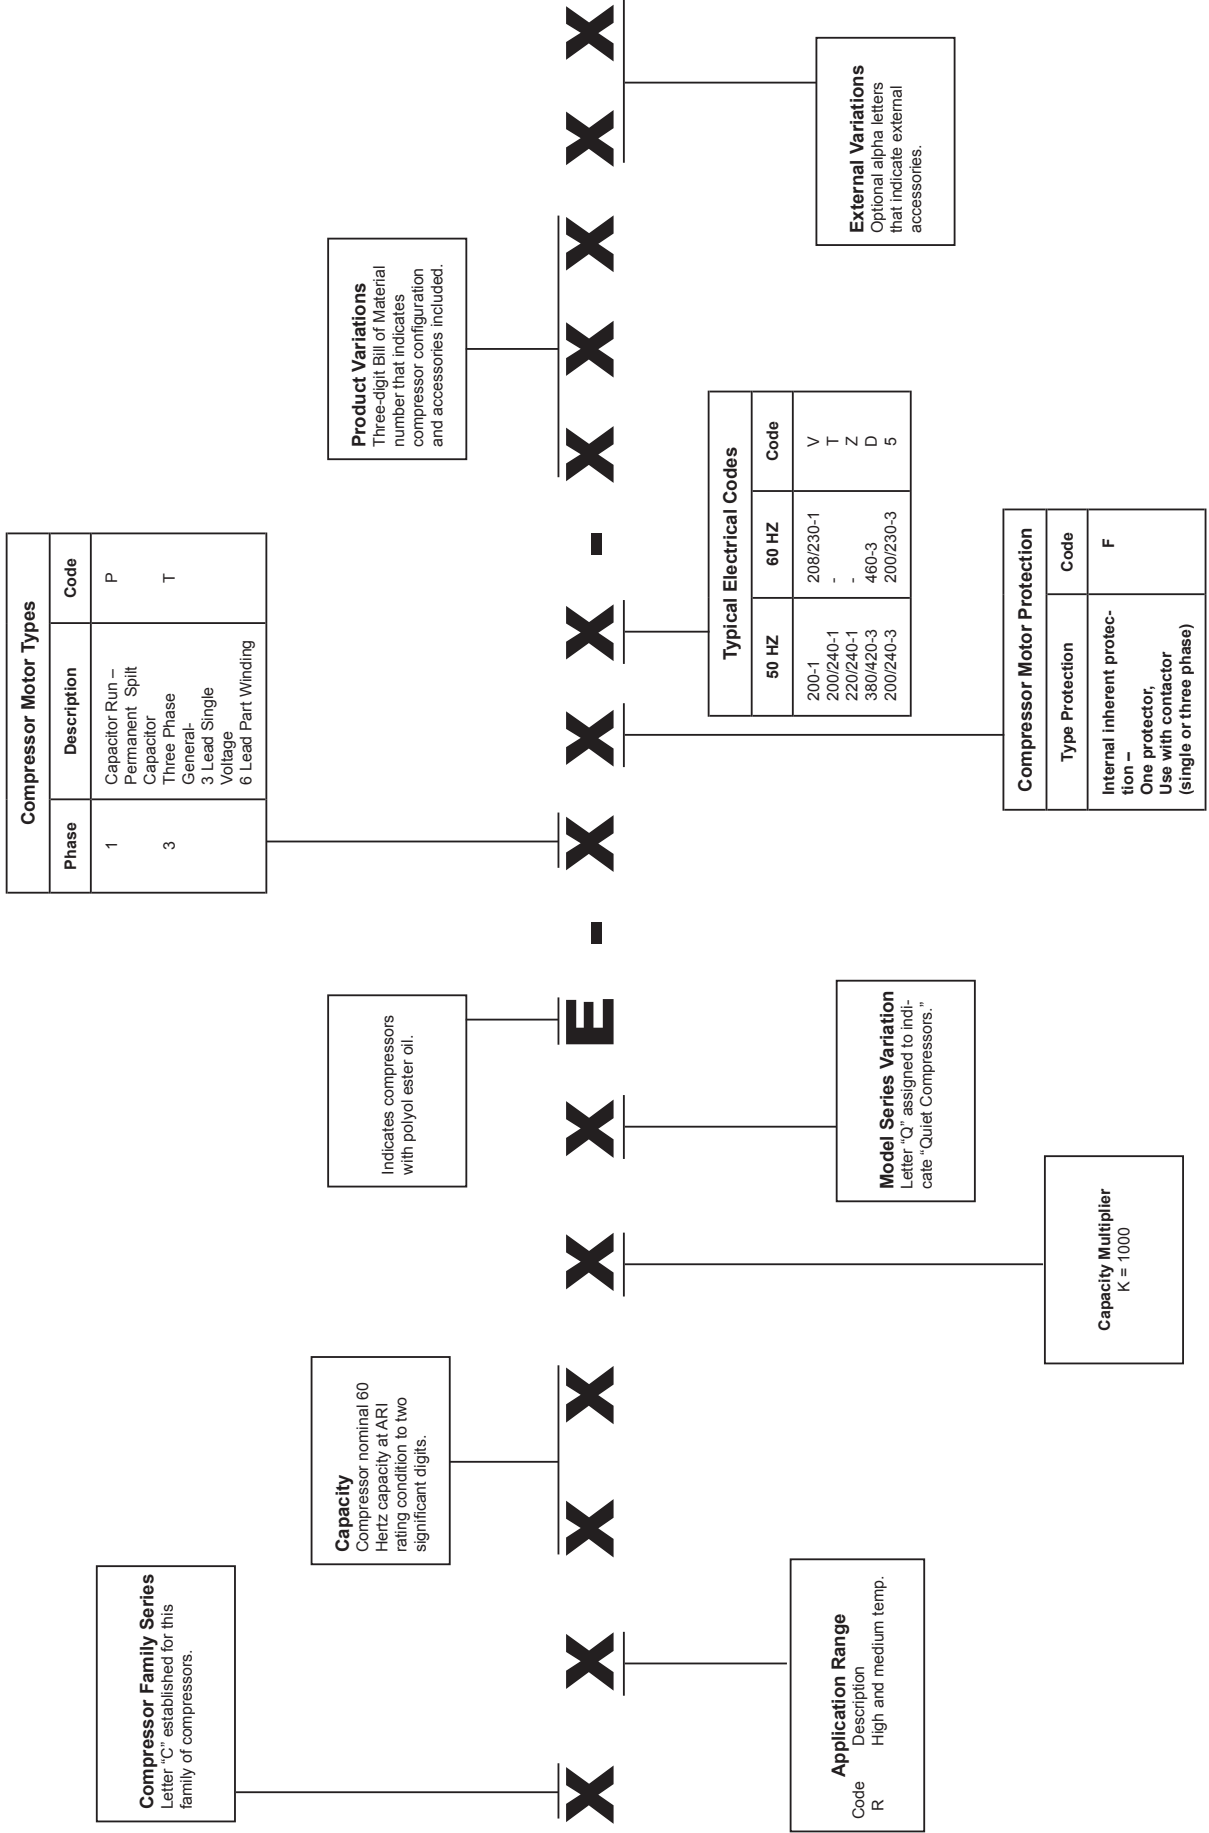 Compressor Family Series
Letter “C” established for this
family of compressors.
Capacity
Compressor nominal 60
Hertz capacity at ARI
rating condition to two
significant digits.
Indicates compressors
with polyol ester oil.
Compressor Motor Types
Phase Description Code
1 Capacitor Run – P
Permanent Spilt
Capacitor
3 Three Phase T
General-
3 Lead Single
Voltage
6 Lead Part Winding
Product Variations
Three-digit Bill of Material
number that indicates
compressor configuration
and accessories included.
X X X X X X E - X X X - X X X X X
Application Range
Code Description
R High and medium temp.
Capacity Multiplier
K = 1000
Model Series Variation
Letter “Q” assigned to indi-
cate “Quiet Compressors.”
Compressor Motor Protection
Type Protection Code
Internal inherent protec- F
tion –
One protector,
Use with contactor
(single or three phase)
Typical Electrical Codes
50 HZ 60 HZ Code
200-1 208/230-1 V
200/240-1 - T
220/240-1 - Z
380/420-3 460-3 D
200/240-3 200/230-3 5
External Variations
Optional alpha letters
that indicate external
accessories.